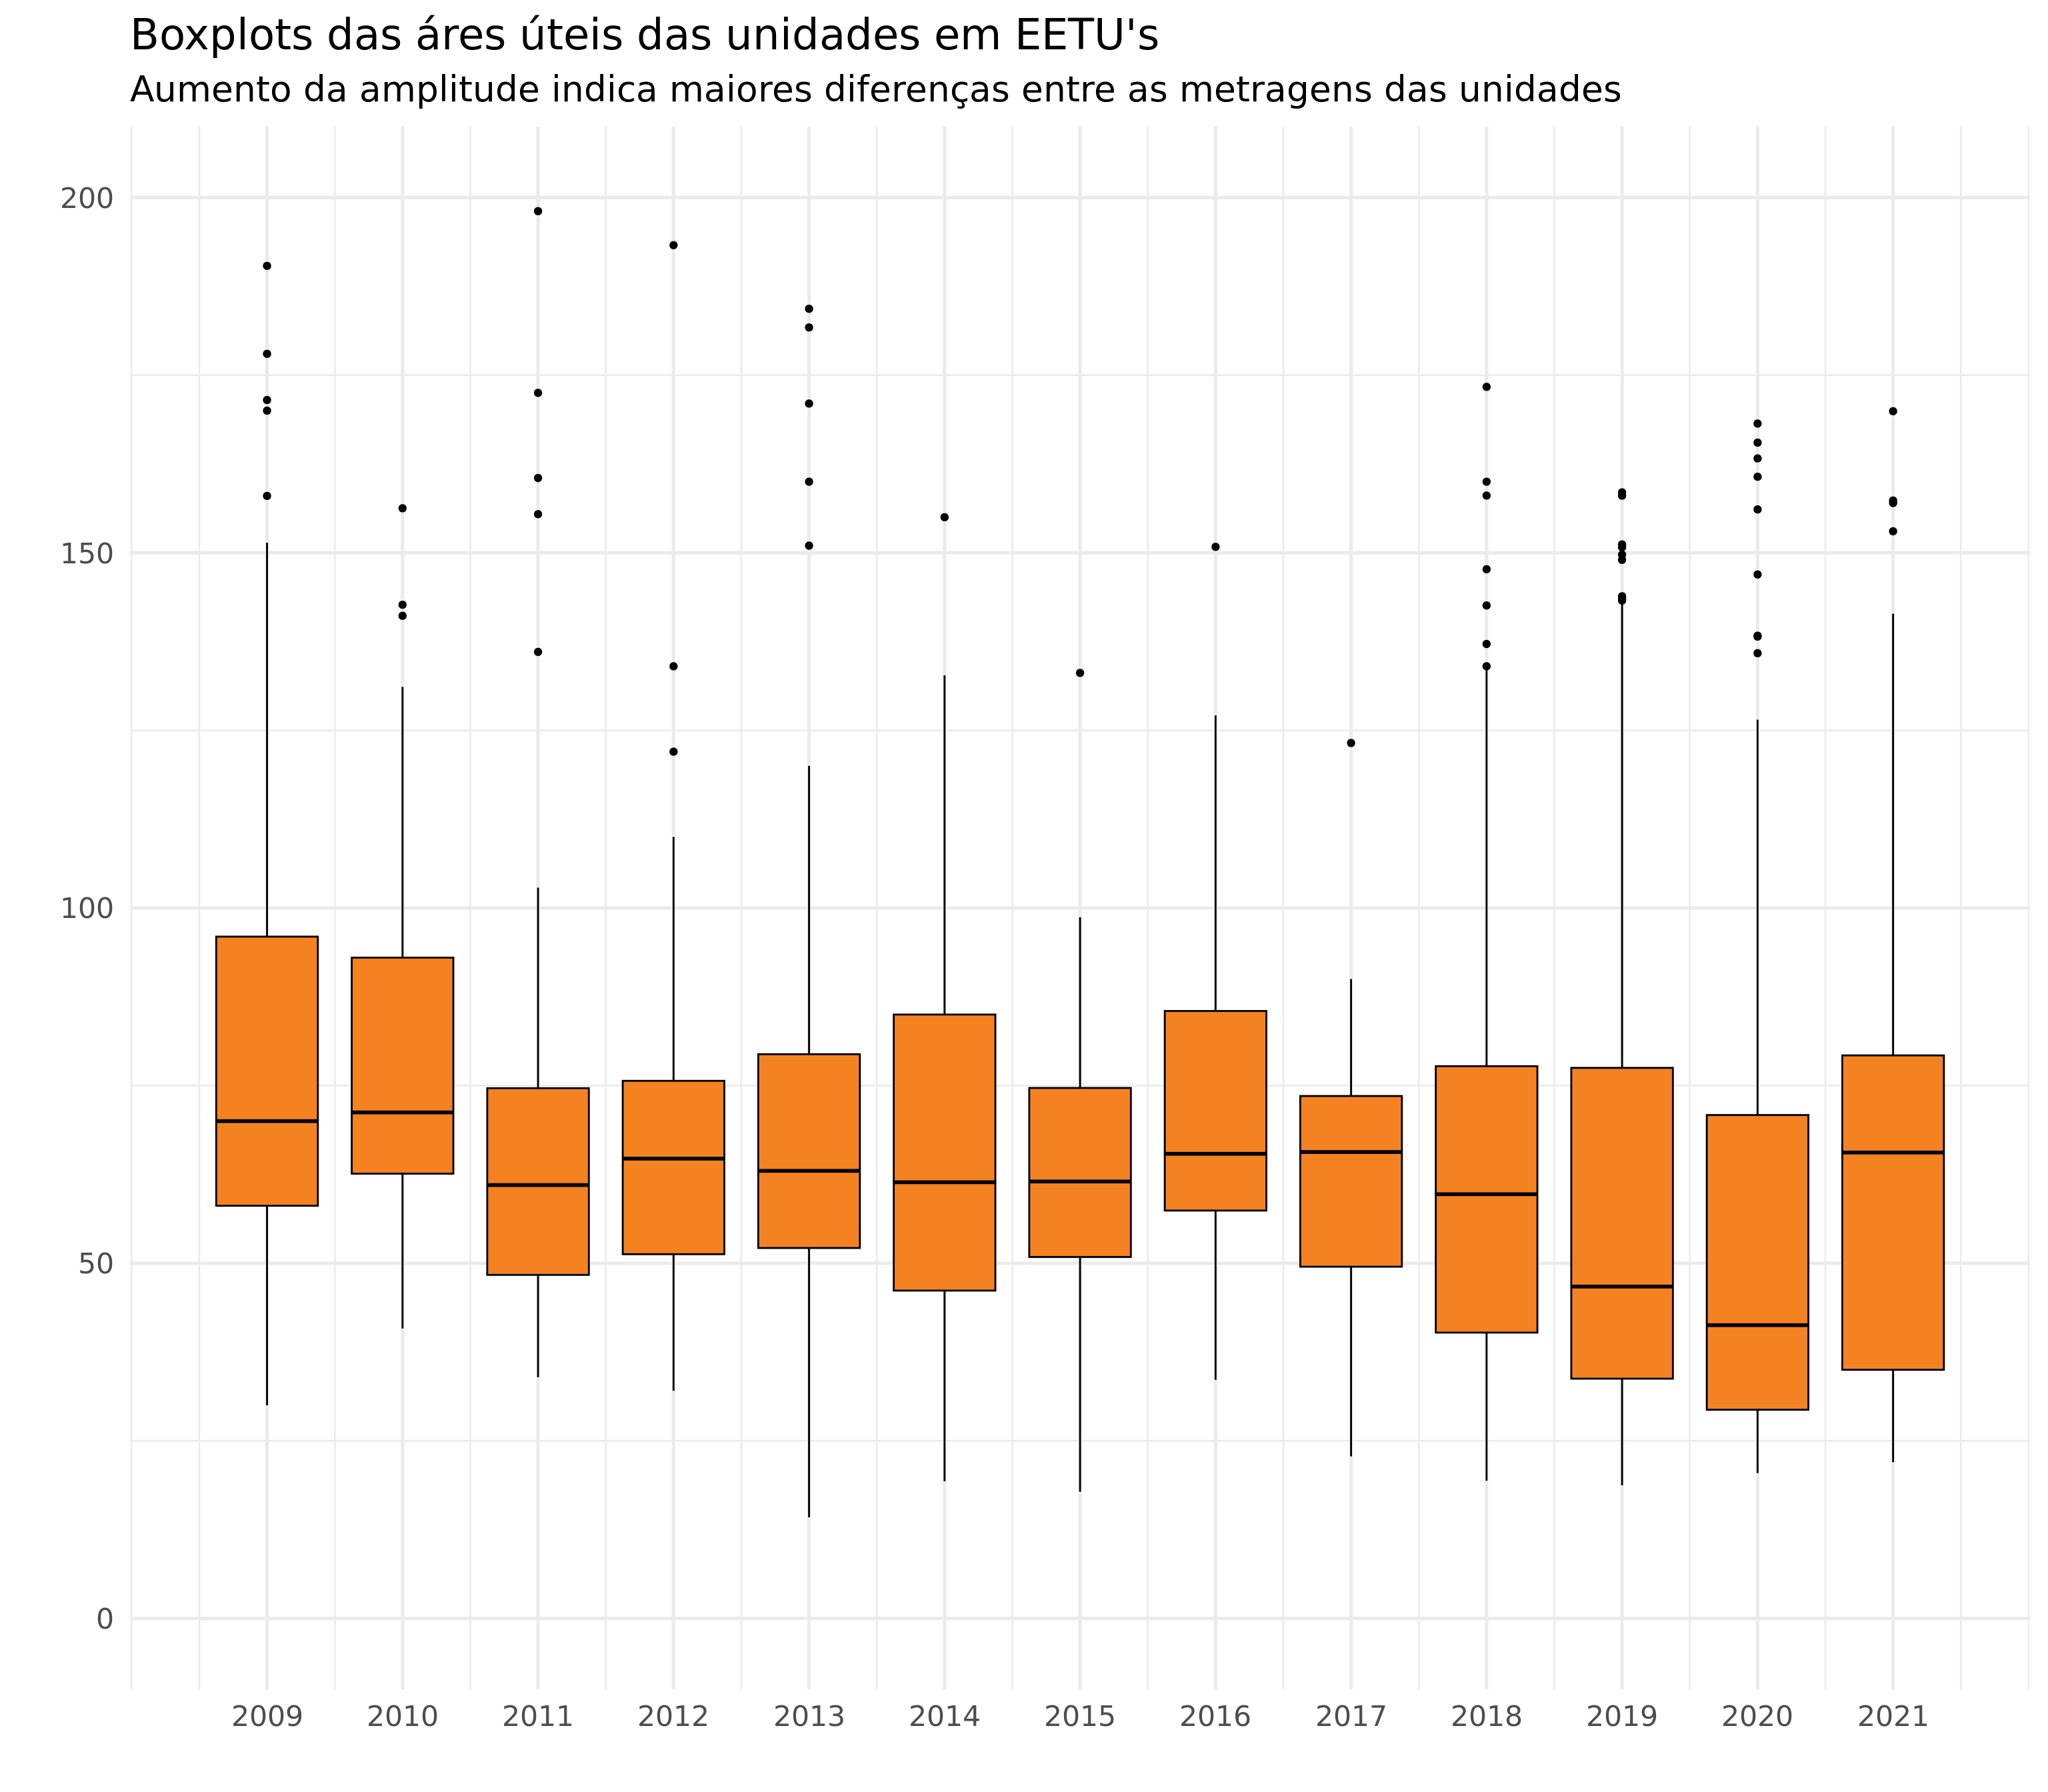 Boxplots das áres úteis das unidades em EETU's
Aumento da amplitude indica maiores diferenças entre as metragens das unidades
200
150
100
50
0
2009 2010 2011 2012 2013 2014 2015 2016 2017 2018 2019 2020 2021